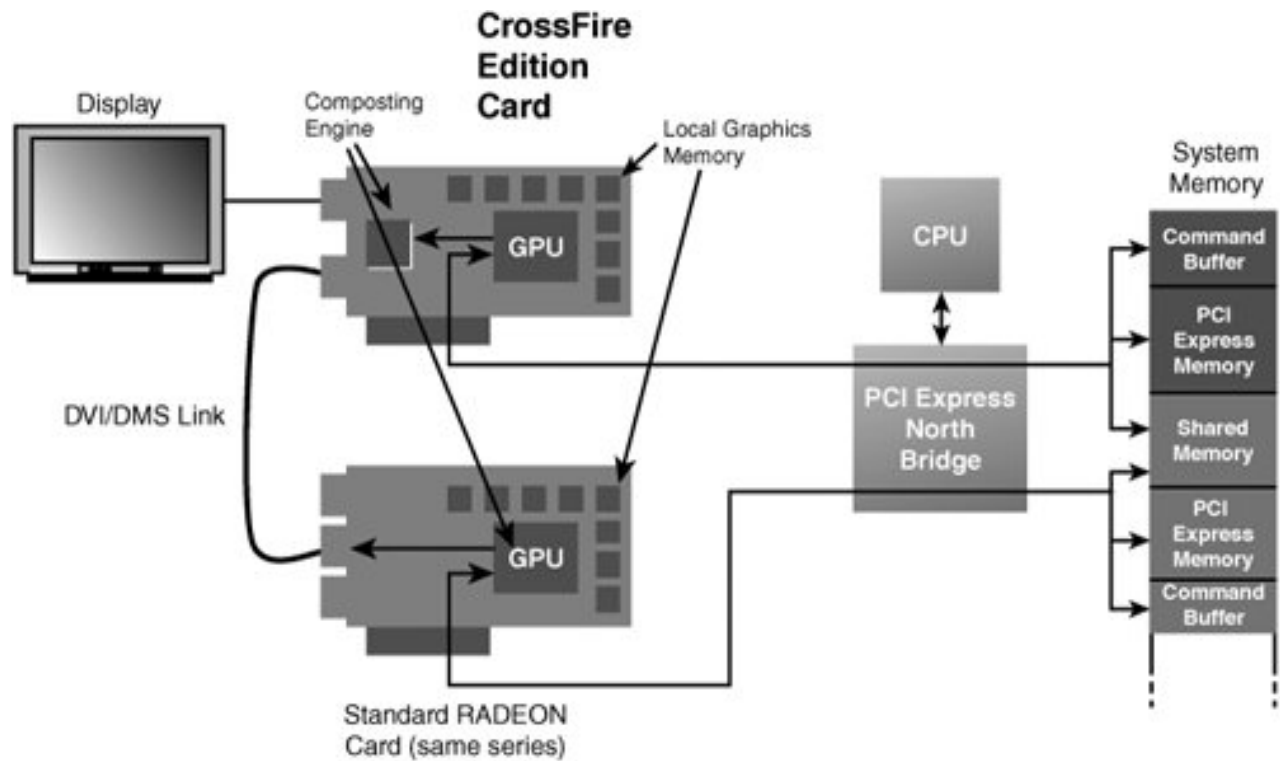 CrossFire
Edition
Card
Display
Composting
Engine
Local Graphics
Memory
System
Memory
GPU
CPU
Command
Buffer
PCI
Express
Memory
DVI/DMS Link
PCI Express
North
Bridge
Shared
Memory
GPU
PCI
Express
Memory
Command
Buffer
Standard RADEON
Card (same series)